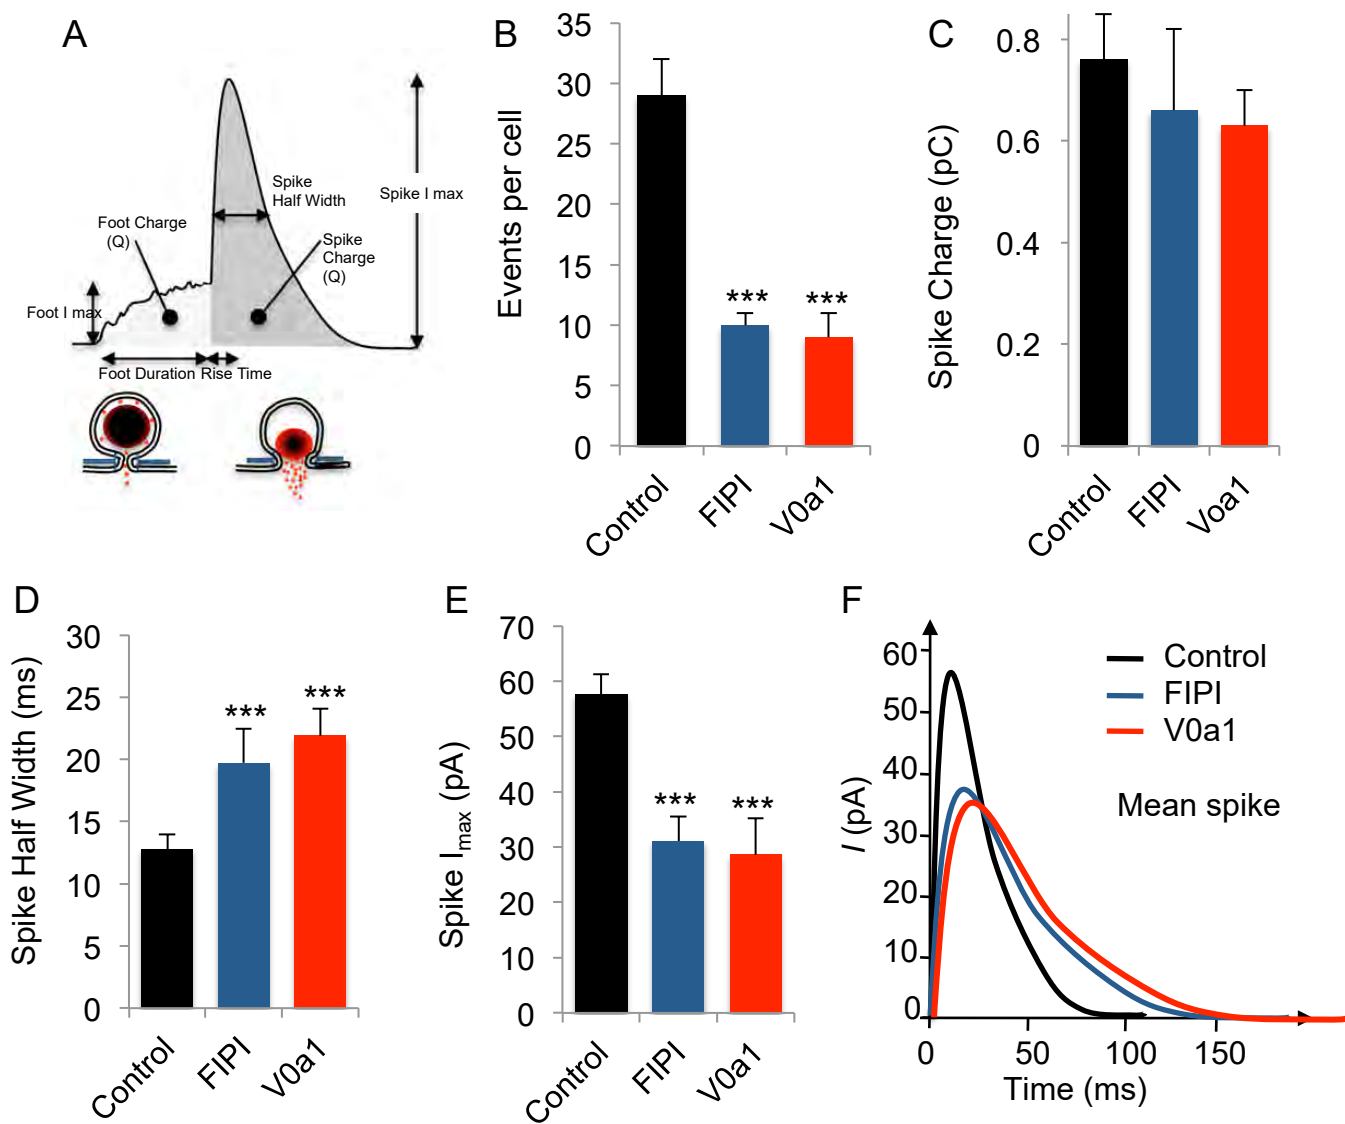 A
Spike
Half Width
Spike I max
Foot Charge
(Q)
Spike
Charge
(Q)
Foot I max
Foot Duration Rise Time
B
Events per cell
35
30
25
20
15
10
5
0
***
***
Control
FIPI
V0a1
C
Spike Charge (pC)
0.8
0.6
0.4
0.2
0
Control
FIPI
Voa1
D
Spike Half Width (ms)
30
25
20
15
10
5
0
***
***
Control
FIPI
V0a1
E
Spike Imax (pA)
70
60
50
40
30
20
10
0
***
***
Control
FIPI
V0a1
F
I (pA)
60
50
40
30
20
10
0
Control
FIPI
V0a1
Mean spike
0 50 100 150
Time (ms)